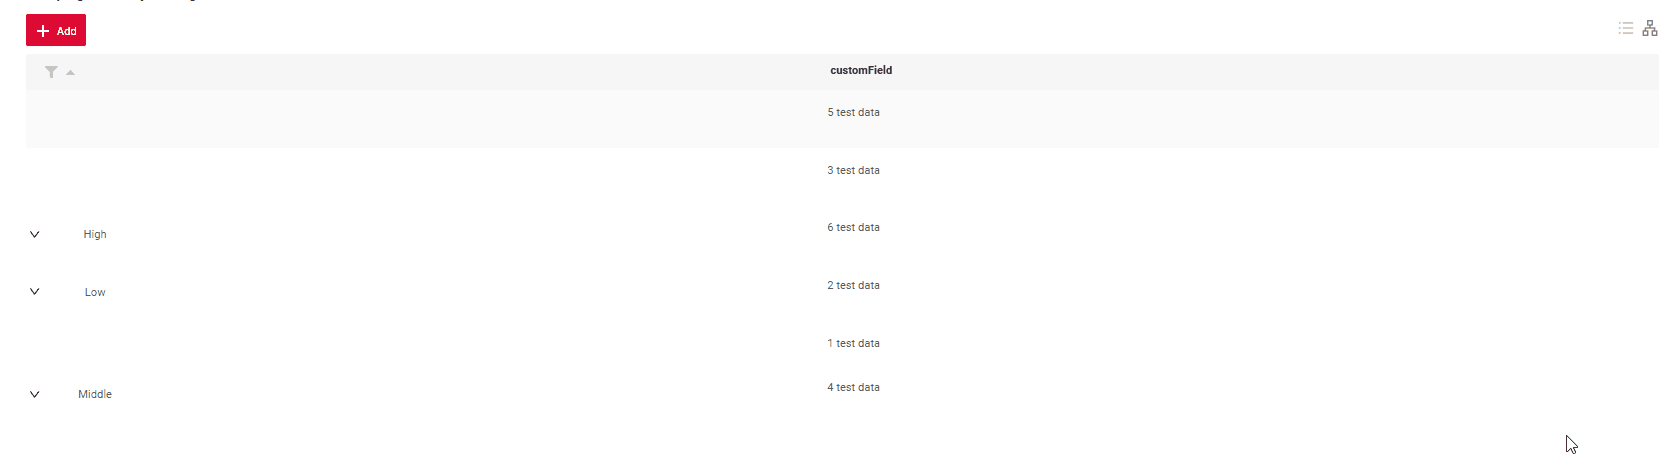 Add
customField
5 test data
3 test data
High 6 test data
Low 2 test data
1 test data
Middle 4 test data